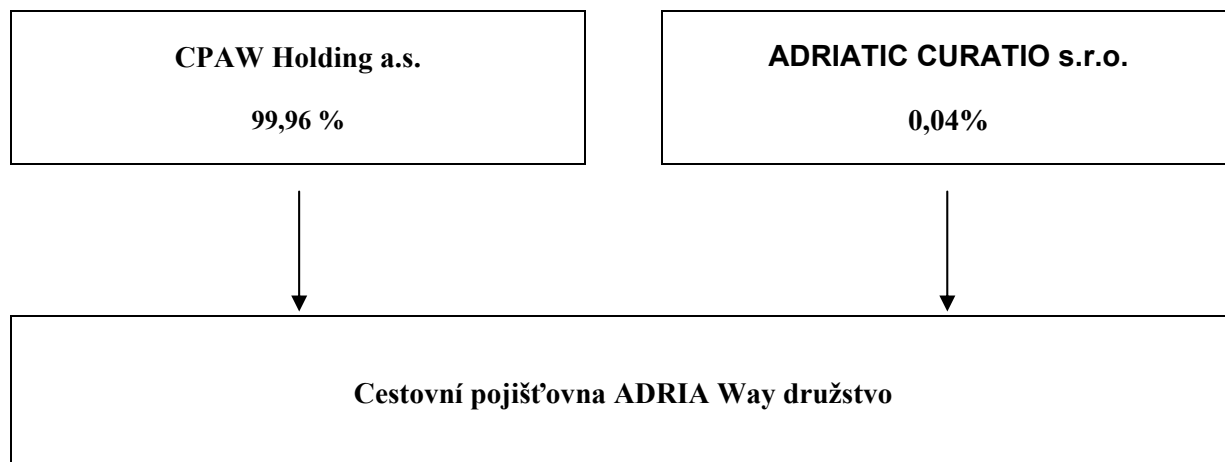 CPAW Holding a.s.
99,96 %
ADRIATIC CURATIO s.r.o.
0,04%
Cestovní pojišťovna ADRIA Way družstvo